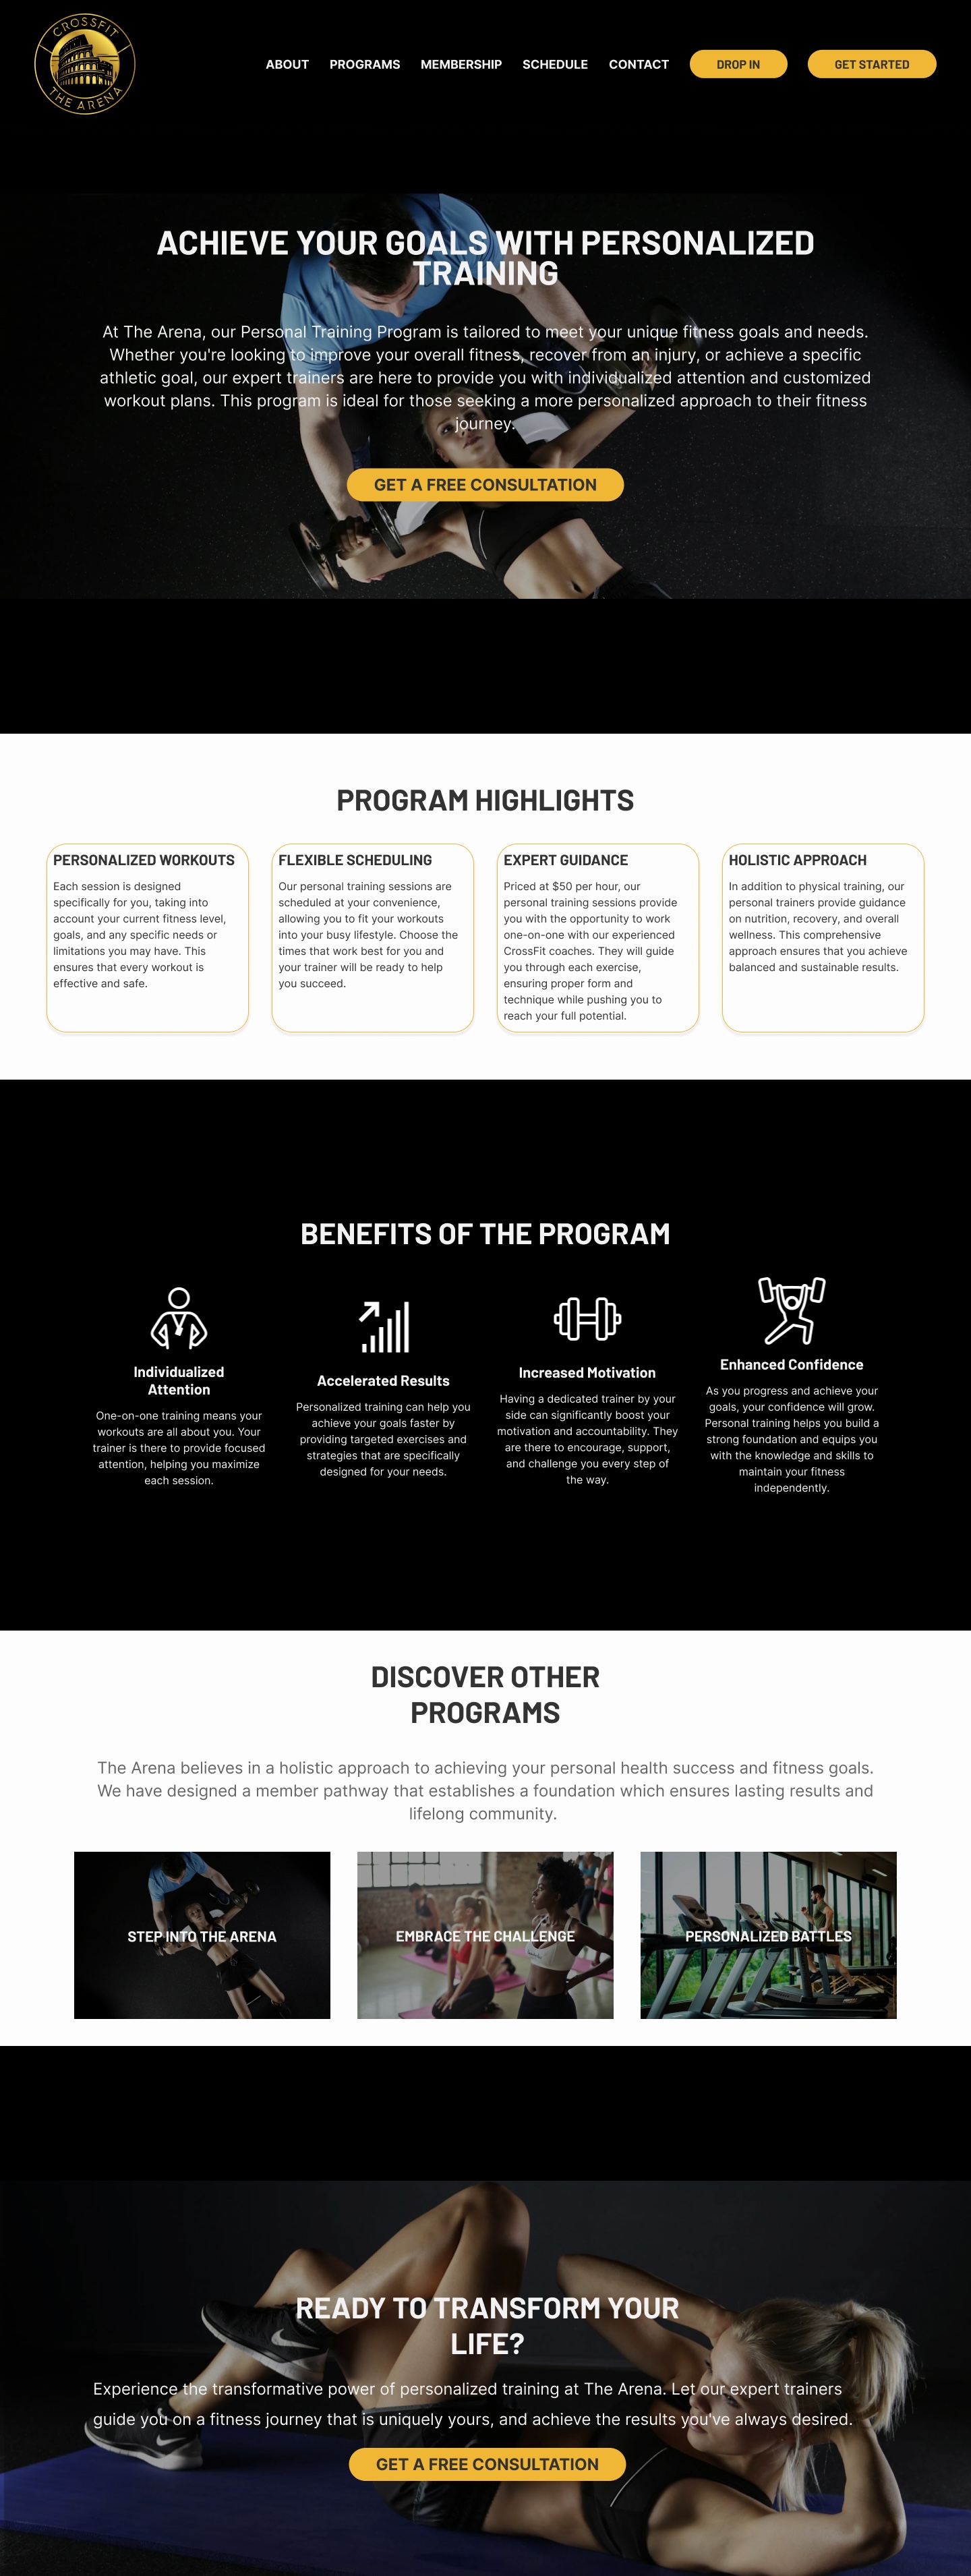 CROSSFIT
THE ARENA
ABOUT PROGRAMS MEMBERSHIP SCHEDULE CONTACT DROP IN GET STARTED
ACHIEVE YOUR GOALS WITH PERSONALIZED
TRAINING
At The Arena, our Personal Training Program is tailored to meet your unique fitness goals and needs.
Whether you're looking to improve your overall fitness, recover from an injury, or achieve a specific
athletic goal, our expert trainers are here to provide you with individualized attention and customized
workout plans. This program is ideal for those seeking a more personalized approach to their fitness
journey.
GET A FREE CONSULTATION
PROGRAM HIGHLIGHTS
PERSONALIZED WORKOUTS
Each session is designed
specifically for you, taking into
account your current fitness level,
goals, and any specific needs or
limitations you may have. This
ensures that every workout is
effective and safe.
FLEXIBLE SCHEDULING
Our personal training sessions are
scheduled at your convenience,
allowing you to fit your workouts
into your busy lifestyle. Choose the
times that work best for you and
your trainer will be ready to help
you succeed.
EXPERT GUIDANCE
Priced at $50 per hour, our
personal training sessions provide
you with the opportunity to work
one-on-one with our experienced
CrossFit coaches. They will guide
you through each exercise,
ensuring proper form and
technique while pushing you to
reach your full potential.
HOLISTIC APPROACH
In addition to physical training, our
personal trainers provide guidance
on nutrition, recovery, and overall
wellness. This comprehensive
approach ensures that you achieve
balanced and sustainable results.
BENEFITS OF THE PROGRAM
Individualized
Attention
One-on-one training means your
workouts are all about you. Your
trainer is there to provide focused
attention, helping you maximize
each session.
Accelerated Results
Personalized training can help you
achieve your goals faster by
providing targeted exercises and
strategies that are specifically
designed for your needs.
Increased Motivation
Having a dedicated trainer by your
side can significantly boost your
motivation and accountability. They
are there to encourage, support,
and challenge you every step of
the way.
Enhanced Confidence
As you progress and achieve your
goals, your confidence will grow.
Personal training helps you build a
strong foundation and equips you
with the knowledge and skills to
maintain your fitness
independently.
DISCOVER OTHER
PROGRAMS
The Arena believes in a holistic approach to achieving your personal health success and fitness goals.
We have designed a member pathway that establishes a foundation which ensures lasting results and
lifelong community.
STEP INTO THE ARENA
EMBRACE THE CHALLENGE
PERSONALIZED BATTLES
READY TO TRANSFORM YOUR
LIFE?
Experience the transformative power of personalized training at The Arena. Let our expert trainers
guide you on a fitness journey that is uniquely yours, and achieve the results you've always desired.
GET A FREE CONSULTATION